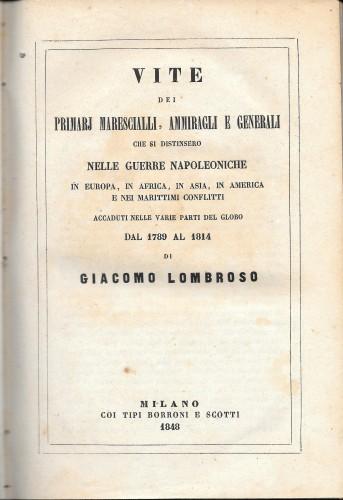 VITE
DEI
PRIMARJ MARESCIALLI, AMMIRAGLI E GENERALI
CHE SI DISTINSERO
NELLE GUERRE NAPOLEONICHE
IN EUROPA, IN AFRICA, IN ASIA, IN AMERICA
E NEI MARITTIMI CONFLITTI
ACCADUTI NELLE VARIE PARTI DEL GLOBO
DAL 1789 AL 1814
DI
GIACOMO LOMBROSO
MILANO
COI TIPI BORRONI E SCOTTI
1848